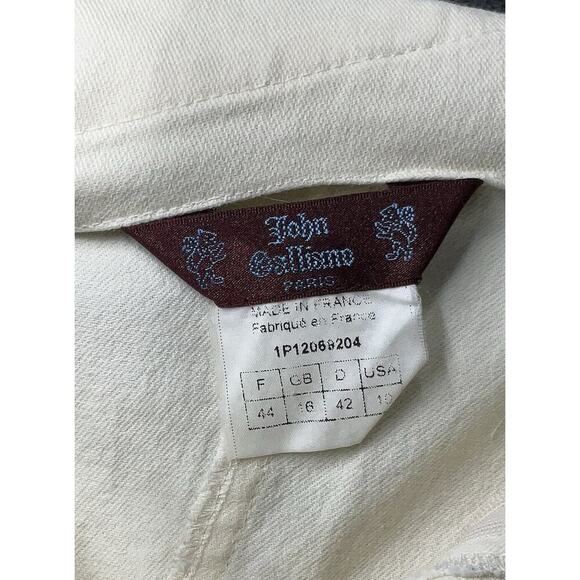 John
Galliano
PARIS
MADE IN FRANCE
Fabriqué en France
1P12069204
F GB D USA
44 16 42